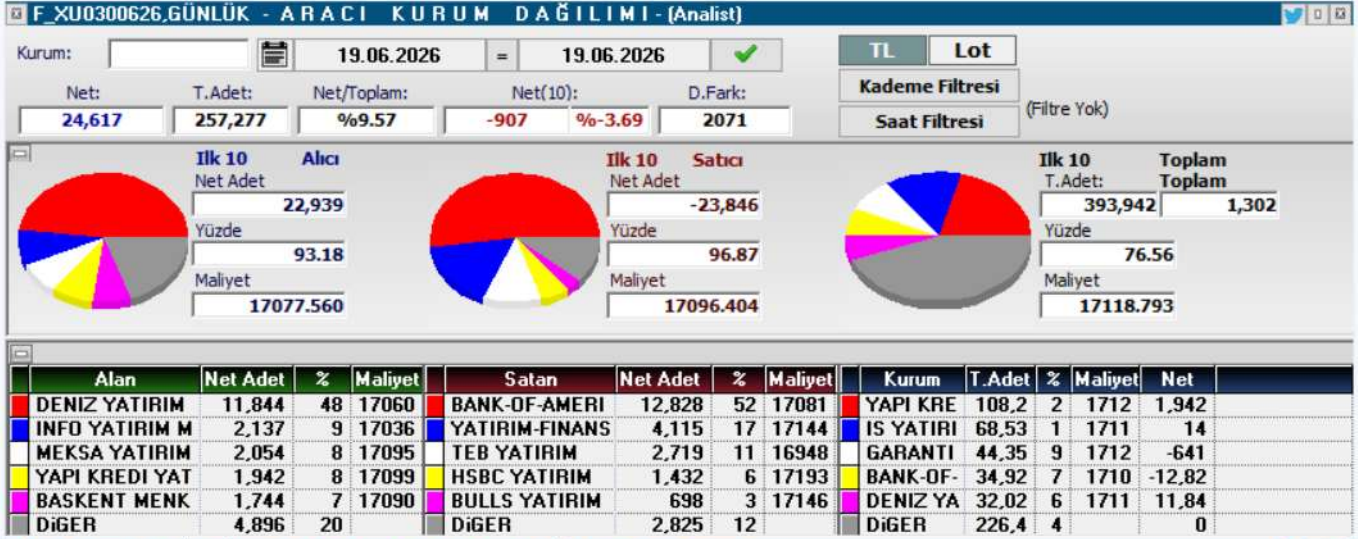 F_XU0300626,GÜNLÜK - A R A C I K U R U M D A Ğ I L I M I - (Analist)
Kurum: 19.06.2026 = 19.06.2026 TL Lot
Kademe Filtresi
Net: T.Adet: Net/Toplam: Net(10): D.Fark:
24,617 257,277 %9.57 -907 %-3.69 2071
Saat Filtresi (Filtre Yok)
Ilk 10 Alıcı Ilk 10 Satıcı Ilk 10 Toplam
Net Adet Net Adet T.Adet: Toplam
22,939 -23,846 393,942 1,302
Yüzde Yüzde Yüzde
93.18 96.87 76.56
Maliyet Maliyet Maliyet
17077.560 17096.404 17118.793
Alan Net Adet % Maliyet Satan Net Adet % Maliyet Kurum T.Adet % Maliyet Net
DENIZ YATIRIM 11,844 48 17060 BANK-OF-AMERI 12,828 52 17081 YAPI KRE 108,2 2 1712 1,942
INFO YATIRIM M 2,137 9 17036 YATIRIM-FINANS 4,115 17 17144 IS YATIRI 68,53 1 1711 14
MEKSA YATIRIM 2,054 8 17095 TEB YATIRIM 2,719 11 16948 GARANTI 44,35 9 1712 -641
YAPI KREDI YAT 1,942 8 17099 HSBC YATIRIM 1,432 6 17193 BANK-OF- 34,92 7 1710 -12,82
BASKENT MENK 1,744 7 17090 BULLS YATIRIM 698 3 17146 DENIZ YA 32,02 6 1711 11,84
DiGER 4,896 20 DiGER 2,825 12 DiGER 226,4 4 0